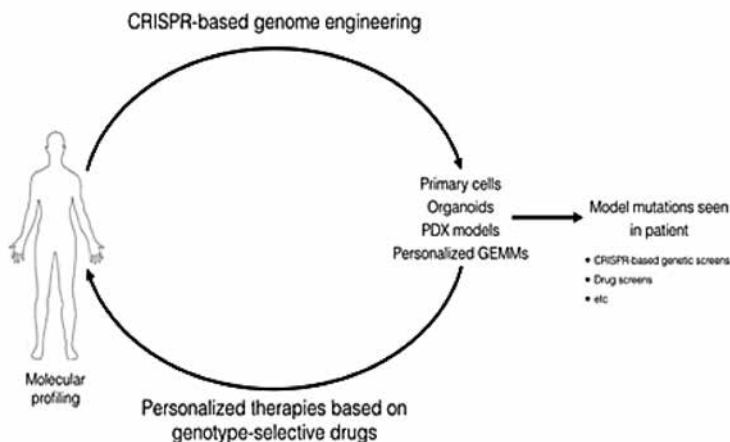 CRISPR-based genome engineering
Primary cells
Organoids
PDX models
Personalized GEMMs
Model mutations seen
in patient
• CRISPR-based genetic screens
• Drug screens
• etc
Molecular
profiling
Personalized therapies based on
genotype-selective drugs